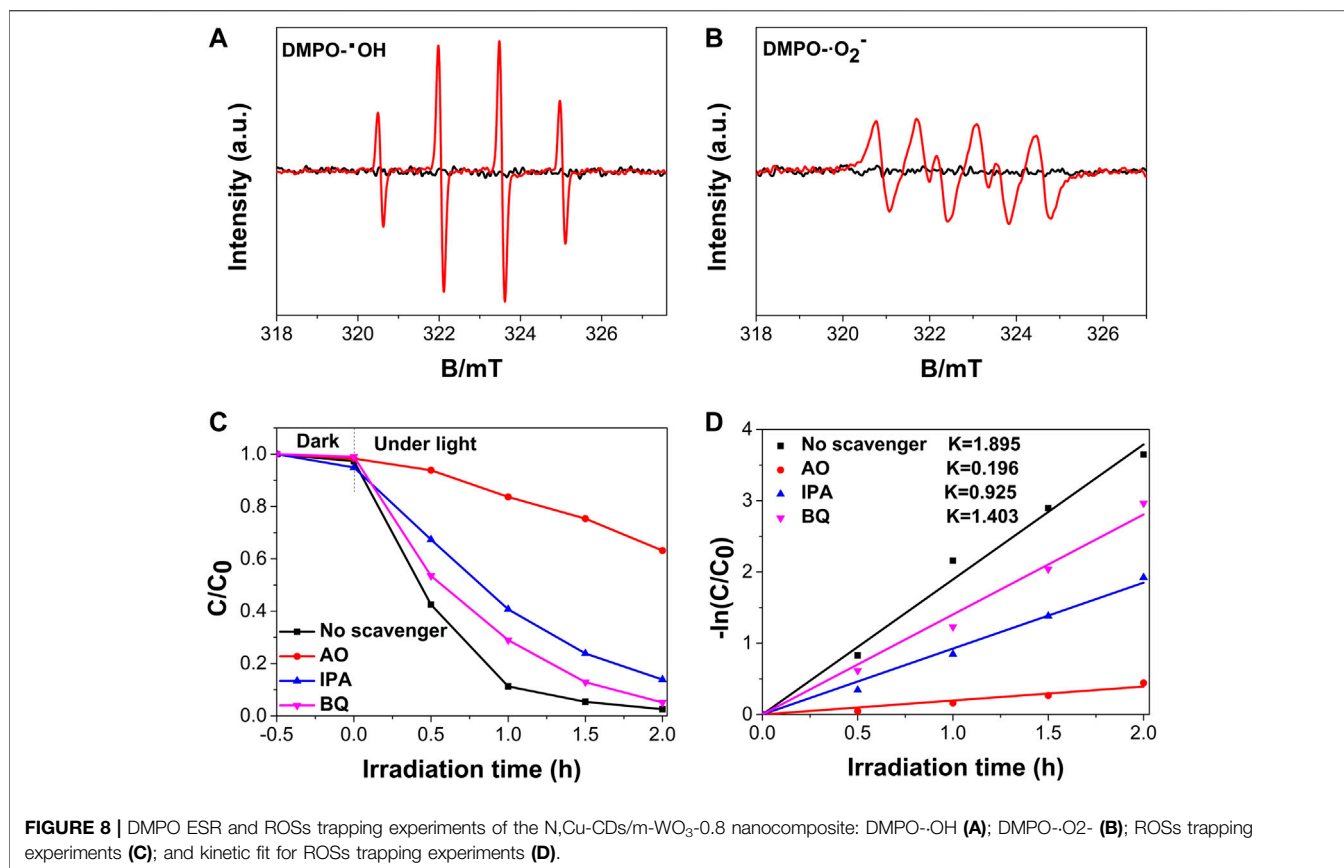 A
DMPO-•OH
Intensity (a.u.)
318 320 322 324 326
B/mT
B
DMPO-·O2-
Intensity (a.u.)
318 320 322 324 326
B/mT
C
Dark Under light
1.0
0.8
0.6
0.4
0.2
0.0
C/C0
No scavenger
AO
IPA
BQ
-0.5 0.0 0.5 1.0 1.5 2.0
Irradiation time (h)
D
4
3
2
1
0
-ln(C/C0)
No scavenger K=1.895
AO K=0.196
IPA K=0.925
BQ K=1.403
0.0 0.5 1.0 1.5 2.0
Irradiation time (h)
FIGURE 8 | DMPO ESR and ROSs trapping experiments of the N,Cu-CDs/m-WO3-0.8 nanocomposite: DMPO-·OH (A); DMPO-·O2- (B); ROSs trapping
experiments (C); and kinetic fit for ROSs trapping experiments (D).